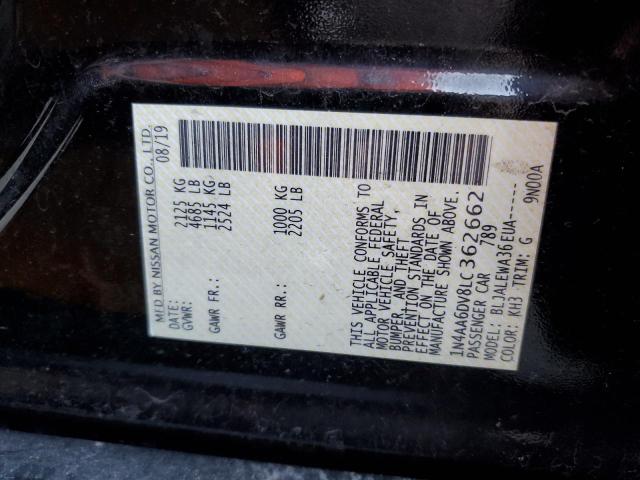 MFD BY NISSAN MOTOR CO., LTD.
08/19
GVWR: 2125 KG
4685 LB
GAWR FR: 1145 KG
2524 LB
GAWR RR: 1000 KG
2205 LB
THIS VEHICLE CONFORMS TO
ALL APPLICABLE FEDERAL
MOTOR VEHICLE SAFETY,
BUMPER, AND THEFT
PREVENTION STANDARDS IN
EFFECT ON THE DATE OF
MANUFACTURE SHOWN ABOVE.
1N4AA6DV8LC362662
PASSENGER CAR 789
MODEL: BLJALEWA36EUA-----
COLOR: KH3 TRIM: G 9N00A